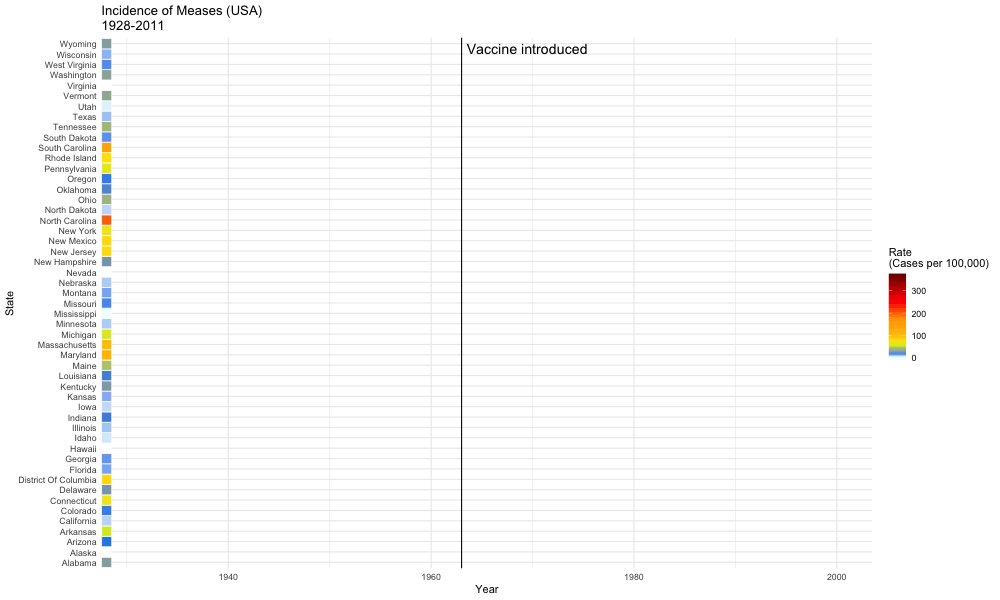 Incidence of Meases (USA)
1928-2011
Vaccine introduced
State
Wyoming
Wisconsin
West Virginia
Washington
Virginia
Vermont
Utah
Texas
Tennessee
South Dakota
South Carolina
Rhode Island
Pennsylvania
Oregon
Oklahoma
Ohio
North Dakota
North Carolina
New York
New Mexico
New Jersey
New Hampshire
Nevada
Nebraska
Montana
Missouri
Mississippi
Minnesota
Michigan
Massachusetts
Maryland
Maine
Louisiana
Kentucky
Kansas
Iowa
Indiana
Illinois
Idaho
Hawaii
Georgia
Florida
District Of Columbia
Delaware
Connecticut
Colorado
California
Arkansas
Arizona
Alaska
Alabama
1940 1960 1980 2000
Year
Rate
(Cases per 100,000)
300
200
100
0